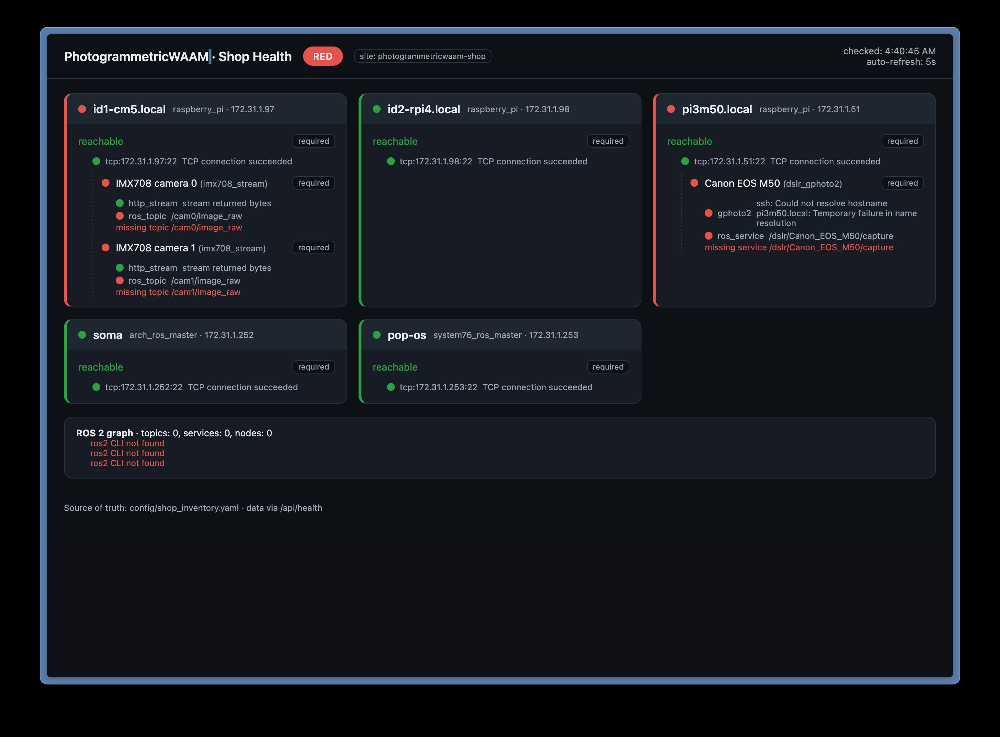 PhotogrammetricWAAM · Shop Health
RED
site: photogrammetricwaam-shop
checked: 4:40:45 AM
auto-refresh: 5s
id1-cm5.local raspberry_pi · 172.31.1.97
reachable
required
tcp:172.31.1.97:22 TCP connection succeeded
IMX708 camera 0 (imx708_stream)
required
http_stream stream returned bytes
ros_topic /cam0/image_raw
missing topic /cam0/image_raw
IMX708 camera 1 (imx708_stream)
required
http_stream stream returned bytes
ros_topic /cam1/image_raw
missing topic /cam1/image_raw
id2-rpi4.local raspberry_pi · 172.31.1.98
reachable
required
tcp:172.31.1.98:22 TCP connection succeeded
pi3m50.local raspberry_pi · 172.31.1.51
reachable
required
tcp:172.31.1.51:22 TCP connection succeeded
Canon EOS M50 (dslr_gphoto2)
required
ssh: Could not resolve hostname
gphoto2 pi3m50.local: Temporary failure in name
resolution
ros_service /dslr/Canon_EOS_M50/capture
missing service /dslr/Canon_EOS_M50/capture
soma arch_ros_master · 172.31.1.252
reachable
required
tcp:172.31.1.252:22 TCP connection succeeded
pop-os system76_ros_master · 172.31.1.253
reachable
required
tcp:172.31.1.253:22 TCP connection succeeded
ROS 2 graph · topics: 0, services: 0, nodes: 0
ros2 CLI not found
ros2 CLI not found
ros2 CLI not found
Source of truth: config/shop_inventory.yaml · data via /api/health